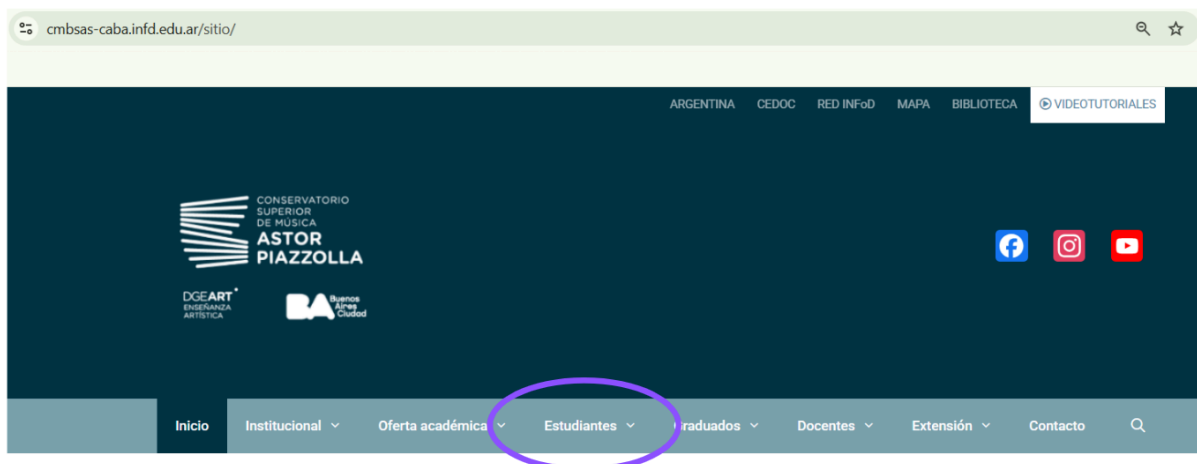 cmbsas-caba.infd.edu.ar/sitio/
ARGENTINA CEDOC RED INFoD MAPA BIBLIOTECA VIDEOTUTORIALES
CONSERVATORIO
SUPERIOR
DE MÚSICA
ASTOR
PIAZZOLLA
DGEART
ENSEÑANZA
ARTÍSTICA
BA Buenos
Aires
Ciudad
Inicio Institucional Oferta académica Estudiantes Graduados Docentes Extensión Contacto